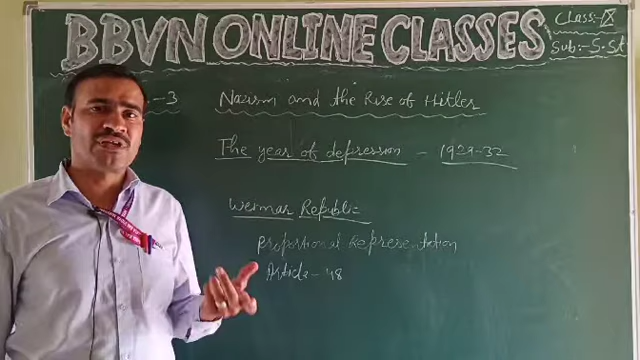 BBVN ONLINE CLASSES
Class:-IX
Sub:-S.St
-3
Nazism and the Rise of Hitler
The year of depression - 1929-32
Weimar Republic
Proportional Representation
Article-48